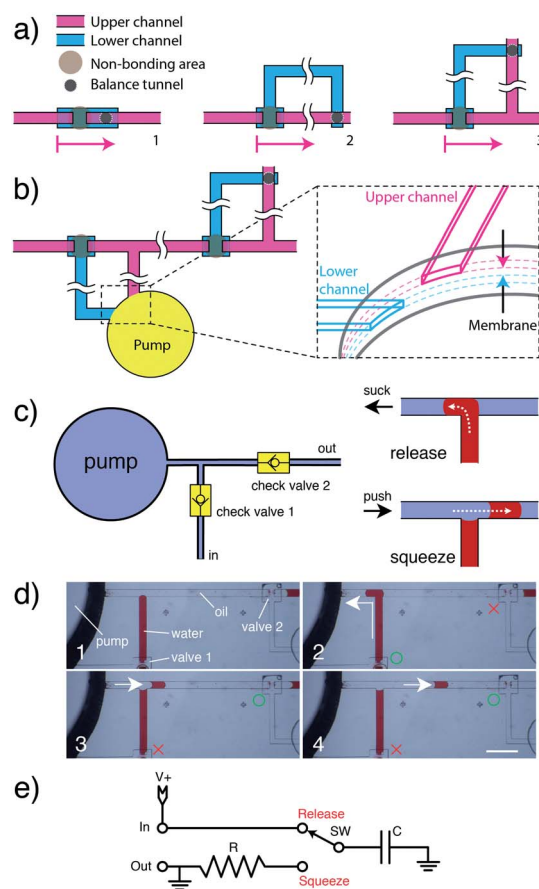 a)
Upper channel
Lower channel
Non-bonding area
Balance tunnel
1
2
3
b)
Pump
Upper channel
Lower
channel
Membrane
c)
pump
out
check valve 2
check valve 1
in
suck
release
push
squeeze
d)
pump
oil
water
valve 2
valve 1
1
2
3
4
e)
V+
In
Release
SW
C
Out
R
Squeeze